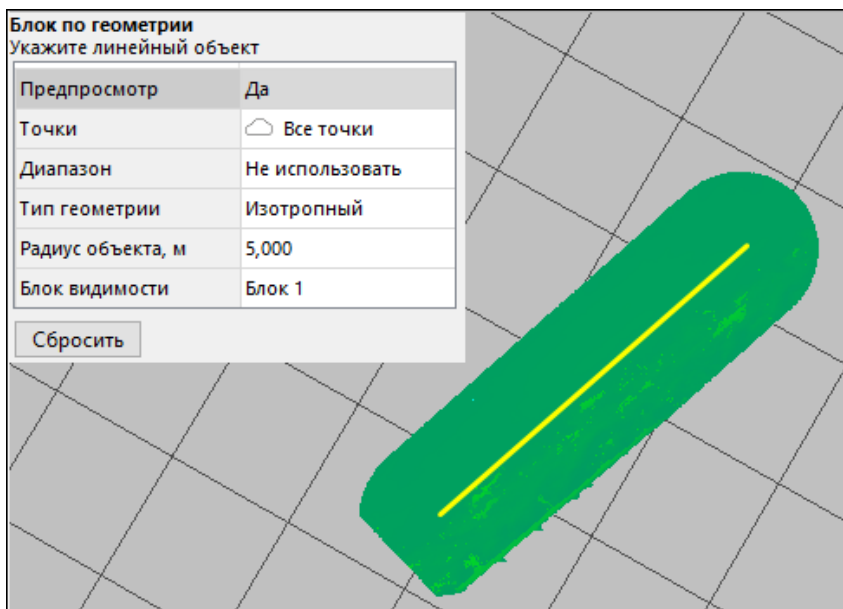 Блок по геометрии
Укажите линейный объект
Предпросмотр Да
Точки Все точки
Диапазон Не использовать
Тип геометрии Изотропный
Радиус объекта, м 5,000
Блок видимости Блок 1
Сбросить